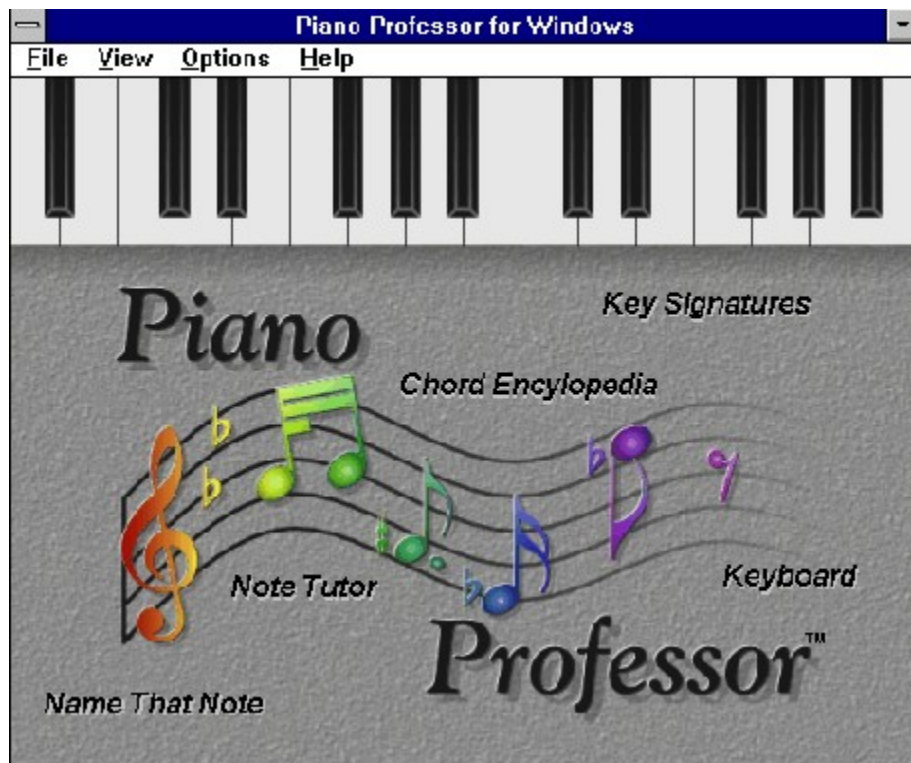 Piano Professor for Windows
File View Options Help
Piano
Key Signatures
Chord Encylopedia
Note Tutor
Keyboard
Professor™
Name That Note